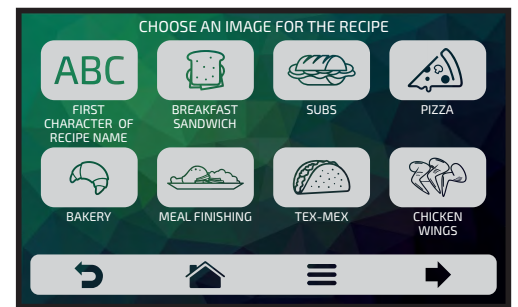 CHOOSE AN IMAGE FOR THE RECIPE
ABC
FIRST
CHARACTER OF
RECIPE NAME
BREAKFAST
SANDWICH
SUBS
PIZZA
BAKERY
MEAL FINISHING
TEX-MEX
CHICKEN
WINGS